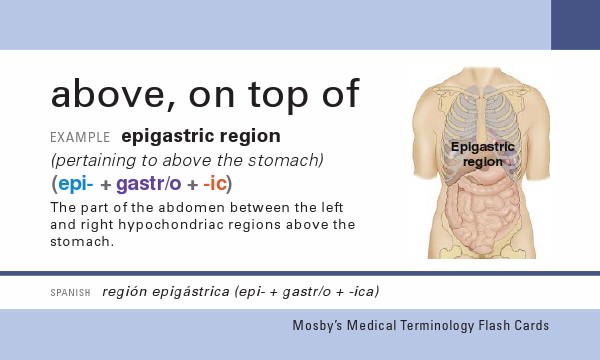 above, on top of
EXAMPLE epigastric region
(pertaining to above the stomach)
(epi- + gastr/o + -ic)
The part of the abdomen between the left
and right hypochondriac regions above the
stomach.
Epigastric
region
SPANISH región epigástrica (epi- + gastr/o + -ica)
Mosby's Medical Terminology Flash Cards